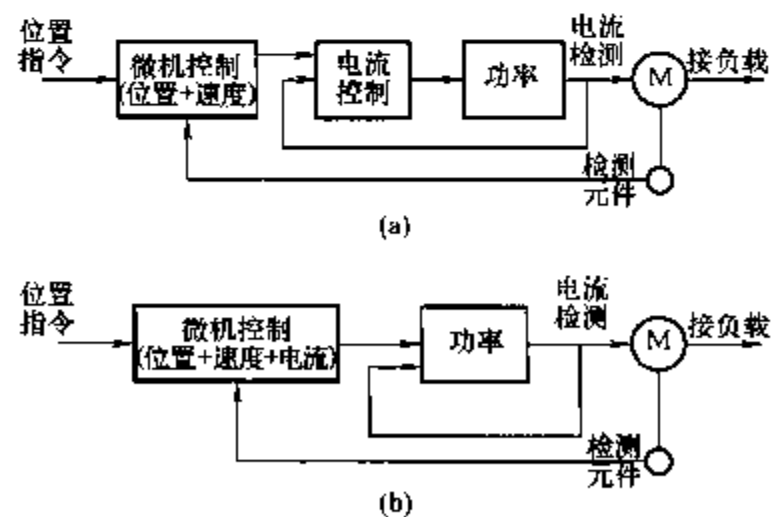 位置
指令
微机控制
(位置+速度)
电流
控制
功率
电流
检测
M
接负载
检测
元件
(a)
位置
指令
微机控制
(位置+速度+电流)
功率
电流
检测
M
接负载
检测
元件
(b)